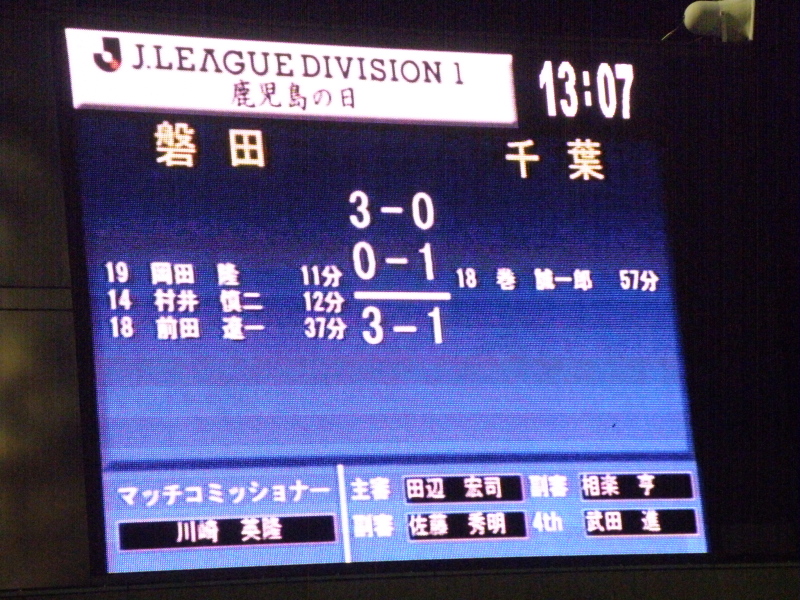 J.LEAGUE DIVISION 1
鹿児島の日
13:07
磐田 千葉
3-0
0-1
3-1
19 岡田 隆 11分
14 村井 慎二 12分
18 前田 遼一 37分
18 巻 誠一郎 57分
マッチコミッショナー
川崎 英隆
主審 田辺 宏司 副審 相楽 亨
副審 佐藤 秀明 4th 武田 進